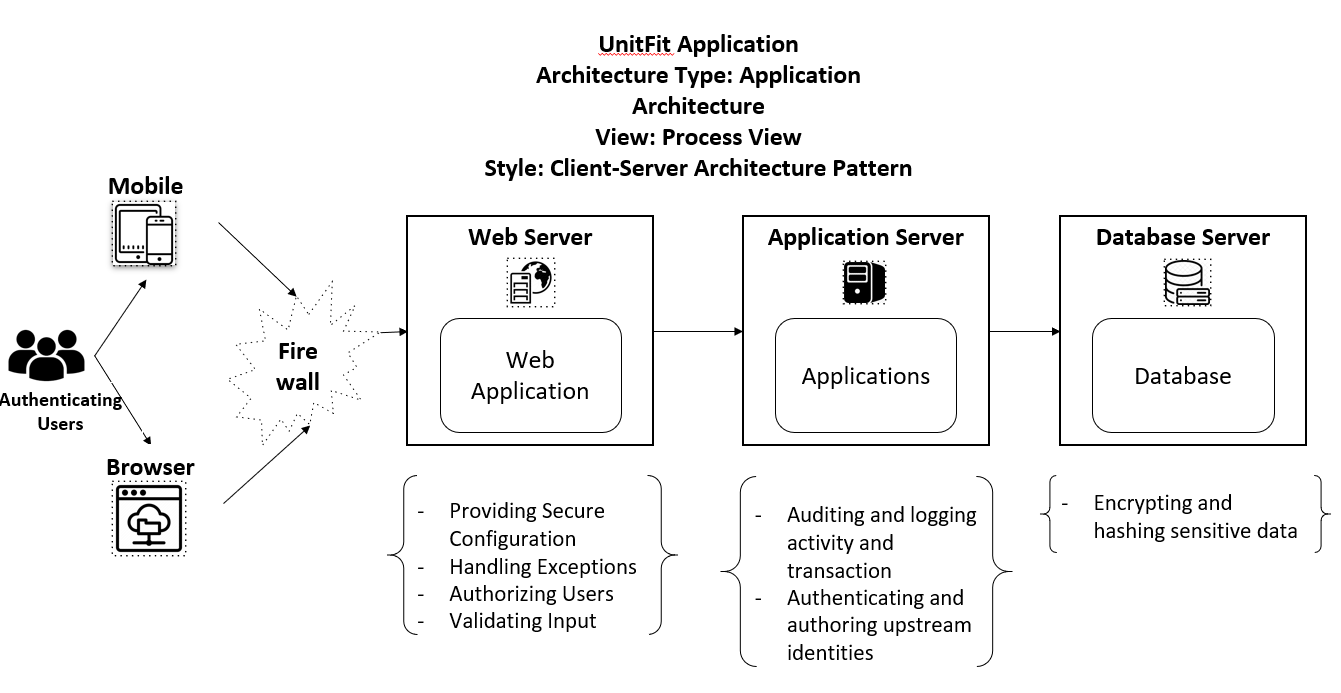 UnitFit Application
Architecture Type: Application
Architecture
View: Process View
Style: Client-Server Architecture Pattern
Mobile
Authenticating
Users
Browser
Fire
wall
Web Server
Web
Application
Application Server
Applications
Database Server
Database
- Providing Secure
Configuration
- Handling Exceptions
- Authorizing Users
- Validating Input
- Auditing and logging
activity and
transaction
- Authenticating and
authoring upstream
identities
- Encrypting and
hashing sensitive data